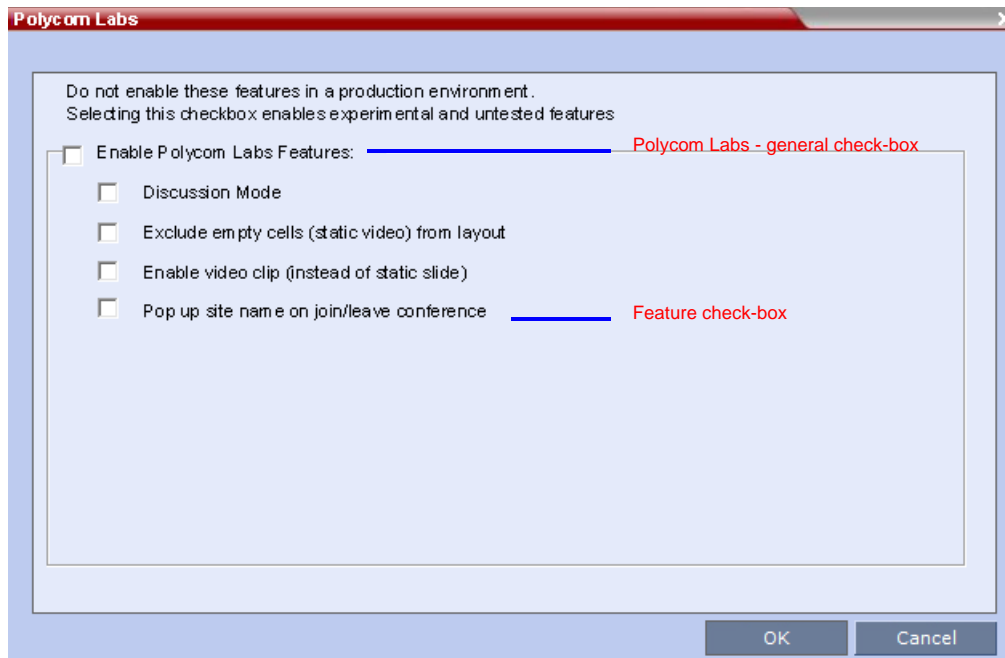 Polycom Labs
Do not enable these features in a production environment.
Selecting this checkbox enables experimental and untested features
Enable Polycom Labs Features:
Polycom Labs - general check-box
Discussion Mode
Exclude empty cells (static video) from layout
Enable video clip (instead of static slide)
Pop up site name on join/leave conference
Feature check-box
OK
Cancel